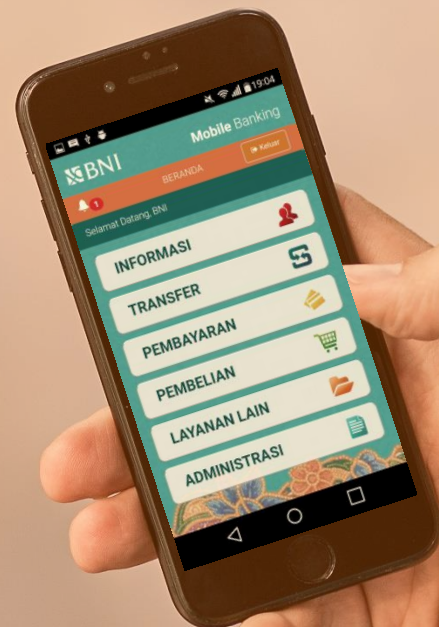 19:04
BNI Mobile Banking
1 BERANDA Keluar
Selamat Datang, BNI
INFORMASI
TRANSFER
PEMBAYARAN
PEMBELIAN
LAYANAN LAIN
ADMINISTRASI